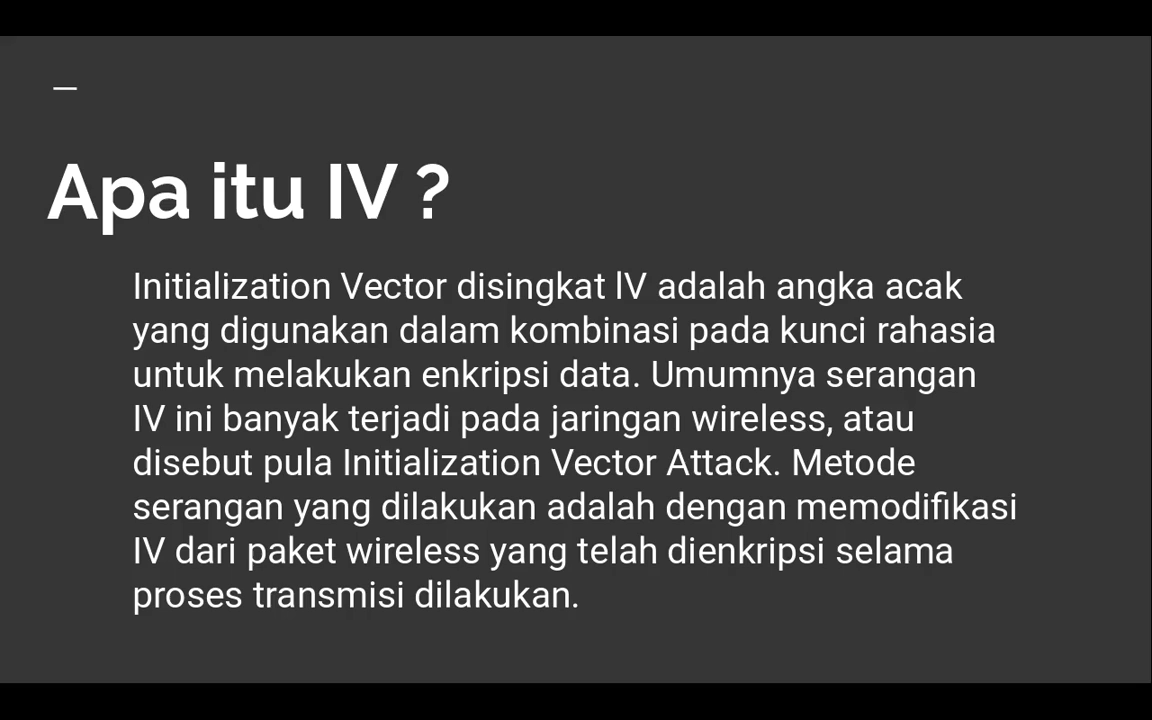 Apa itu IV ?
Initialization Vector disingkat IV adalah angka acak
yang digunakan dalam kombinasi pada kunci rahasia
untuk melakukan enkripsi data. Umumnya serangan
IV ini banyak terjadi pada jaringan wireless, atau
disebut pula Initialization Vector Attack. Metode
serangan yang dilakukan adalah dengan memodifikasi
IV dari paket wireless yang telah dienkripsi selama
proses transmisi dilakukan.